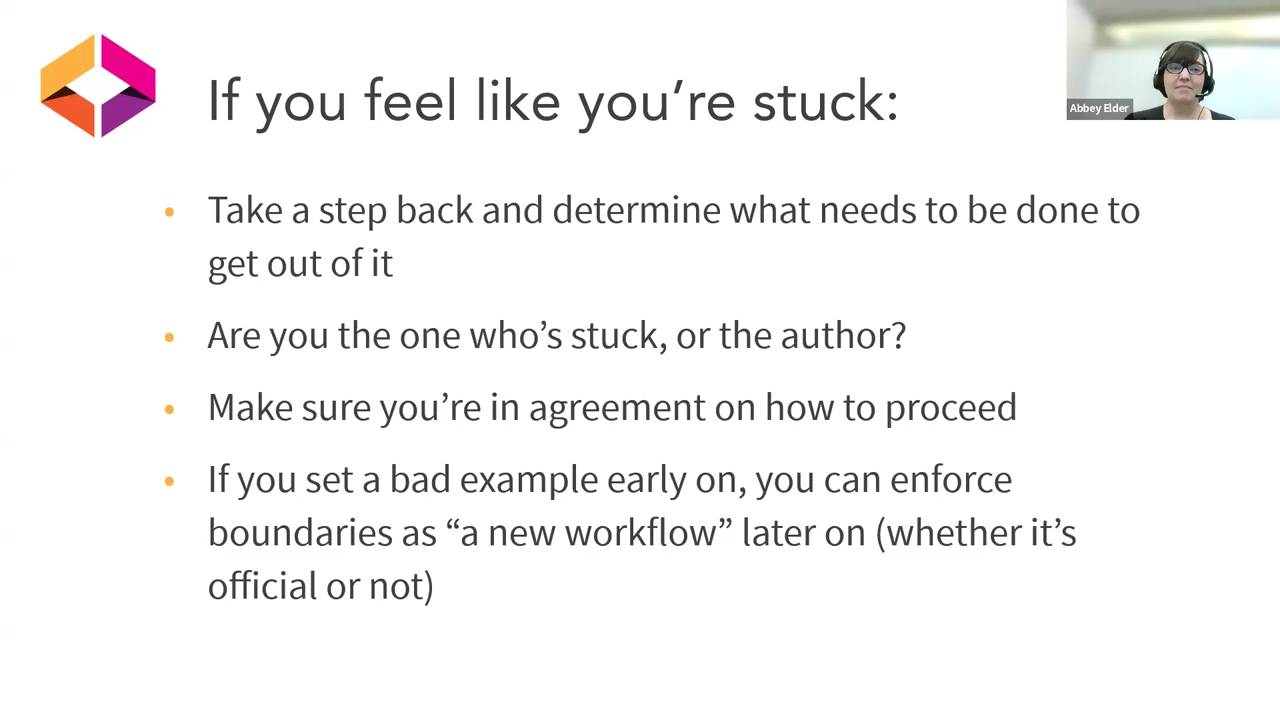 If you feel like you’re stuck:
Abbey Elder
• Take a step back and determine what needs to be done to
get out of it
• Are you the one who’s stuck, or the author?
• Make sure you’re in agreement on how to proceed
• If you set a bad example early on, you can enforce
boundaries as “a new workflow” later on (whether it’s
official or not)